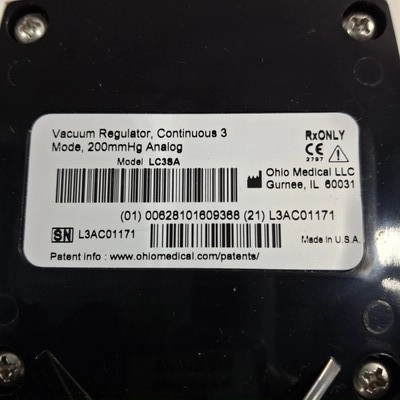 Vacuum Regulator, Continuous 3
Mode, 200mmHg Analog
Model LC3SA
RxONLY
CE
2797
Ohio Medical LLC
Gurnee, IL 60031
(01) 00628101609368 (21) L3AC01171
SN L3AC01171
Made in U.S.A.
Patent info : www.ohiomedical.com/patents/